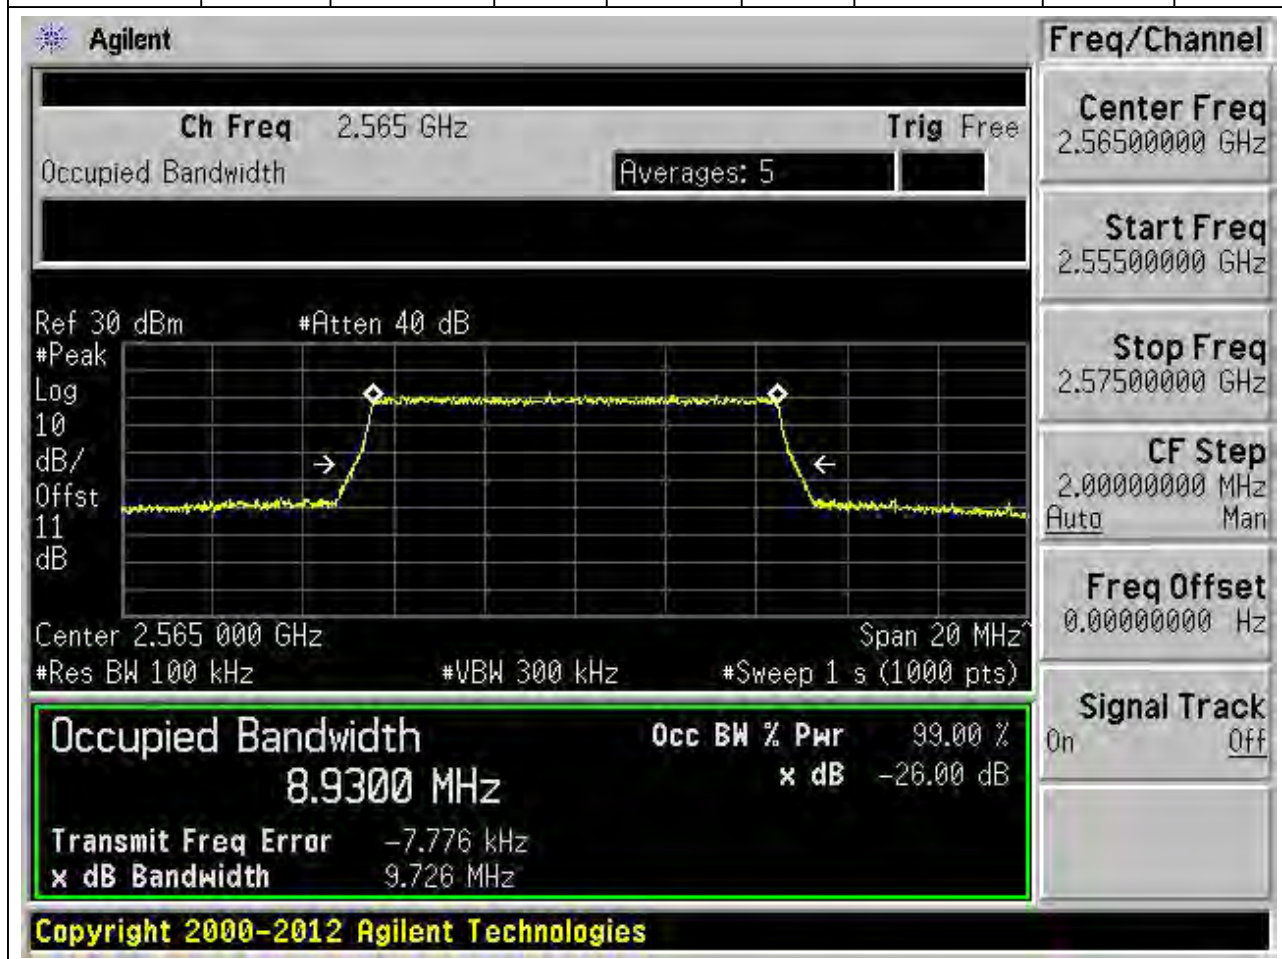 Agilent
Freq/Channel
Ch Freq 2.565 GHz Trig Free
Occupied Bandwidth Averages: 5
Center Freq
2.56500000 GHz
Start Freq
2.55500000 GHz
Stop Freq
2.57500000 GHz
CF Step
2.00000000 MHz
Auto Man
Freq Offset
0.00000000 Hz
Signal Track
On Off
Ref 30 dBm #Atten 40 dB
#Peak
Log
10
dB/
Offst
11
dB
Center 2.565 000 GHz Span 20 MHz^
#Res BW 100 kHz #VBW 300 kHz #Sweep 1 s (1000 pts)
Occupied Bandwidth Occ BW % Pwr 99.00 %
8.9300 MHz x dB -26.00 dB
Transmit Freq Error -7.776 kHz
x dB Bandwidth 9.726 MHz
Copyright 2000-2012 Agilent Technologies